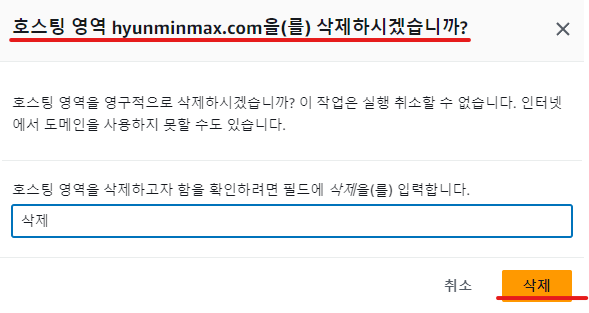 호스팅 영역 hyunminmax.com을(를) 삭제하시겠습니까?
호스팅 영역을 영구적으로 삭제하시겠습니까? 이 작업은 실행 취소할 수 없습니다. 인터넷
에서 도메인을 사용하지 못할 수도 있습니다.
호스팅 영역을 삭제하고자 함을 확인하려면 필드에 삭제을(를) 입력합니다.
삭제
취소 삭제